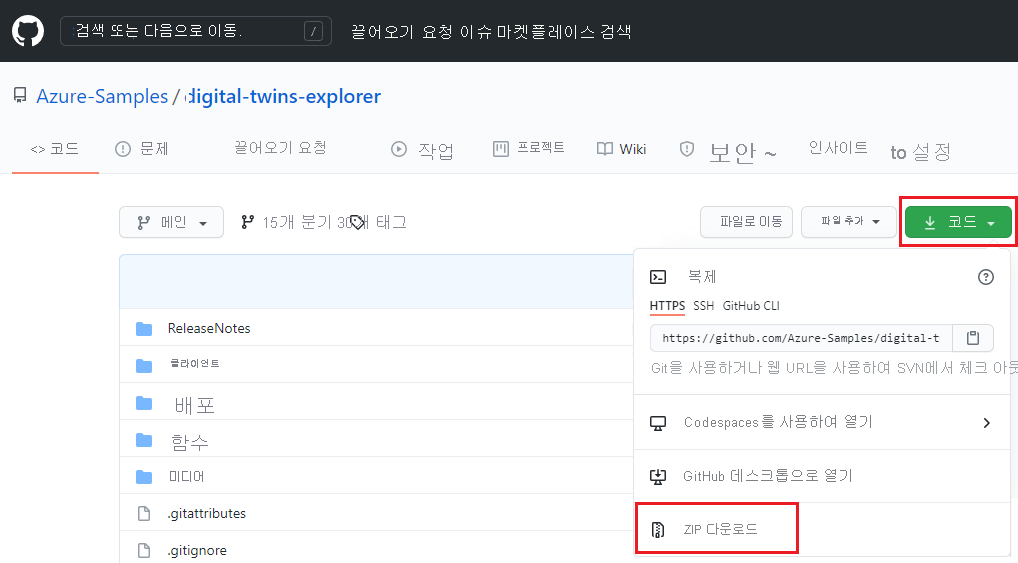 검색 또는 다음으로 이동. / 끌어오기 요청 이슈 마켓플레이스 검색
Azure-Samples / digital-twins-explorer
<> 코드 문제 끌어오기 요청 작업 프로젝트 Wiki 보안 ~ 인사이트 to 설정
메인 15개 분기 30개 태그 파일로 이동 파일 추가 코드
복제
HTTPS SSH GitHub CLI
https://github.com/Azure-Samples/digital-t
Git을 사용하거나 웹 URL을 사용하여 SVN에서 체크 아웃
Codespaces를 사용하여 열기
GitHub 데스크톱으로 열기
ZIP 다운로드
ReleaseNotes
클라이언트
배포
함수
미디어
.gitattributes
.gitignore